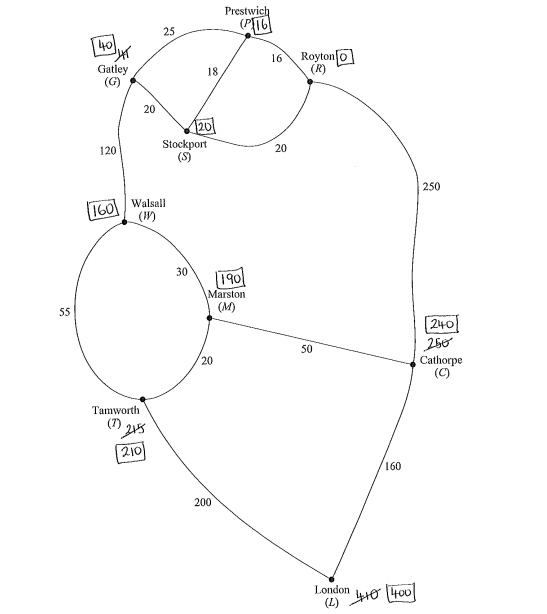 Prestwich
(P) 16
25
16
40 41
Gatley
(G)
18
Royton 0
(R)
20
20
Stockport
(S)
20
120
250
160
Walsall
(W)
30
190
Marston
(M)
55
240
250
50
Cathorpe
(C)
20
Tamworth
(T) 215
210
160
200
London
(L) 410 400